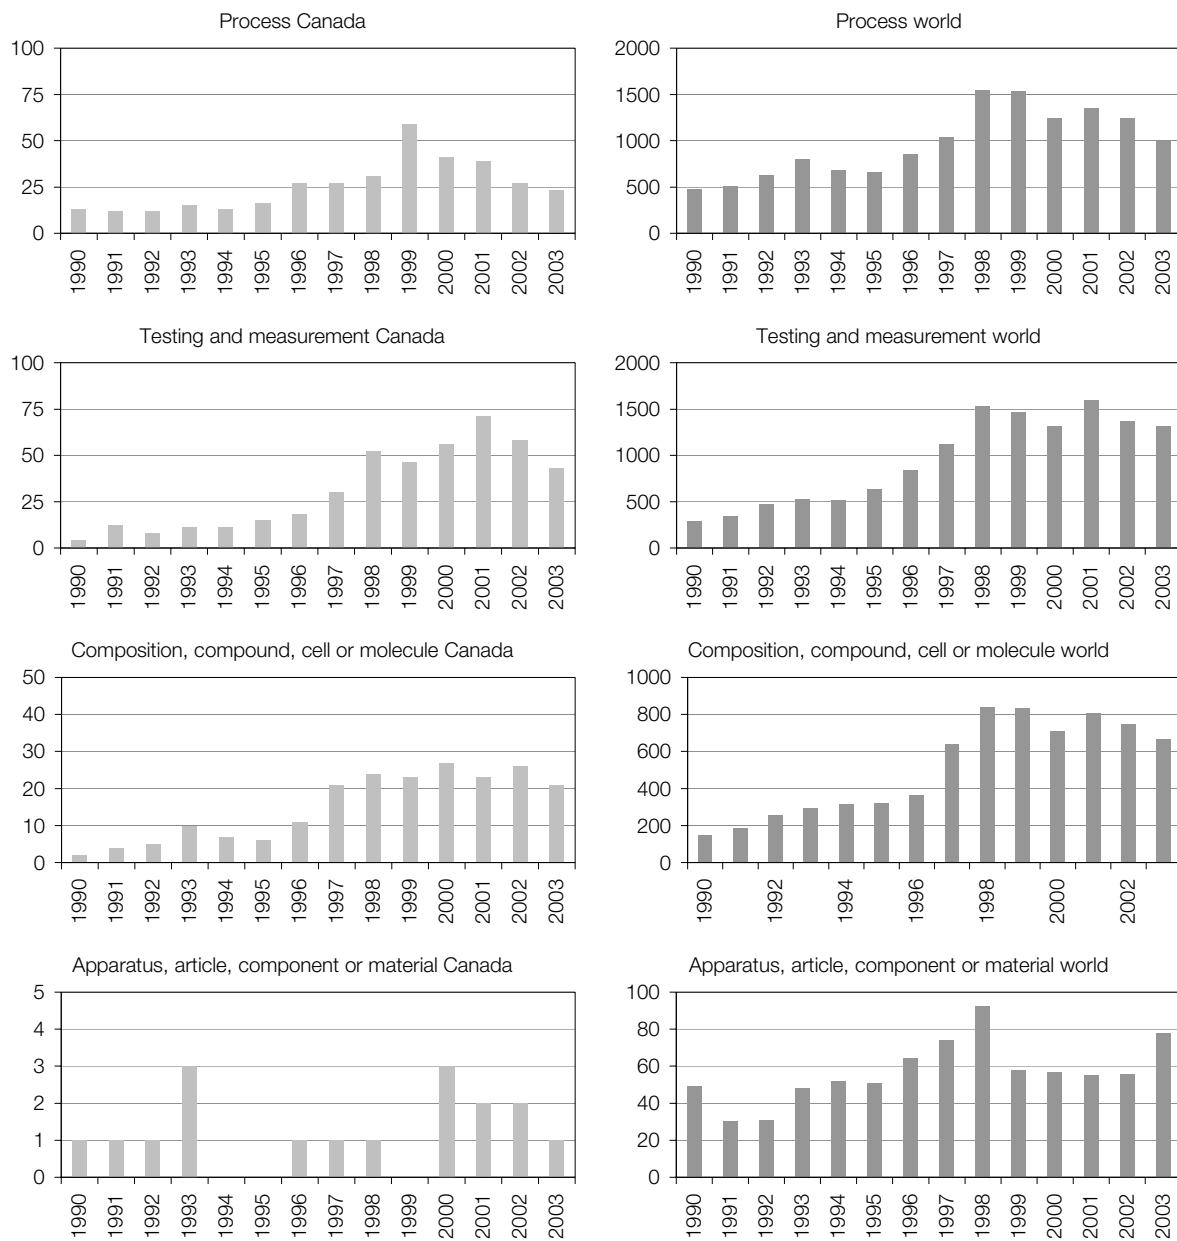 Process Canada
100
75
50
25
0
1990 1991 1992 1993 1994 1995 1996 1997 1998 1999 2000 2001 2002 2003
Process world
2000
1500
1000
500
0
1990 1991 1992 1993 1994 1995 1996 1997 1998 1999 2000 2001 2002 2003
Testing and measurement Canada
100
75
50
25
0
1990 1991 1992 1993 1994 1995 1996 1997 1998 1999 2000 2001 2002 2003
Testing and measurement world
2000
1500
1000
500
0
1990 1991 1992 1993 1994 1995 1996 1997 1998 1999 2000 2001 2002 2003
Composition, compound, cell or molecule Canada
50
40
30
20
10
0
1990 1991 1992 1993 1994 1995 1996 1997 1998 1999 2000 2001 2002 2003
Composition, compound, cell or molecule world
1000
800
600
400
200
0
1990 1992 1994 1996 1998 2000 2002
Apparatus, article, component or material Canada
5
4
3
2
1
0
1990 1991 1992 1993 1994 1995 1996 1997 1998 1999 2000 2001 2002 2003
Apparatus, article, component or material world
100
80
60
40
20
0
1990 1991 1992 1993 1994 1995 1996 1997 1998 1999 2000 2001 2002 2003